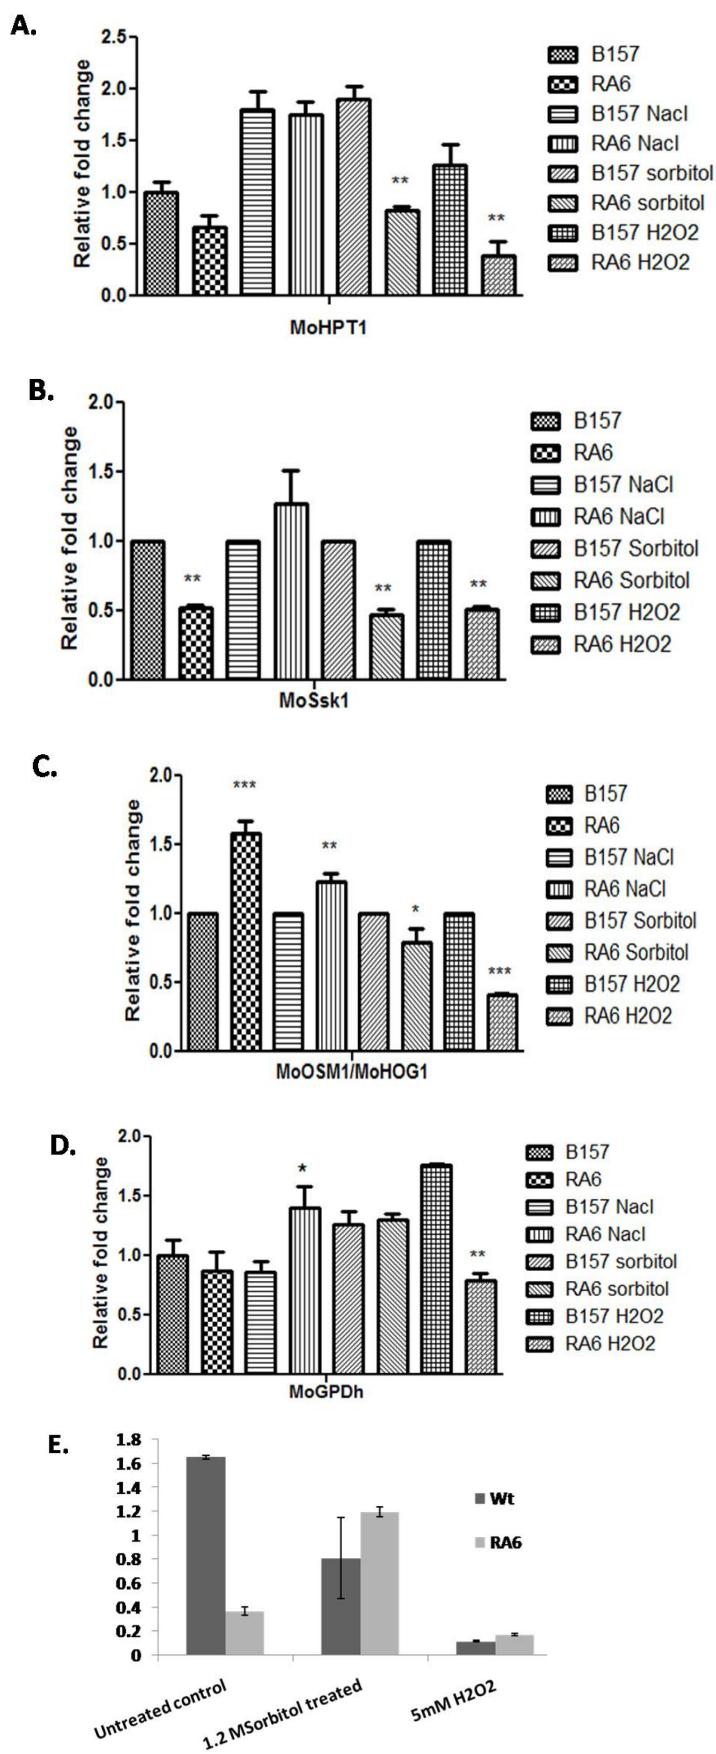 A.
Relative fold change
2.5
2.0
1.5
1.0
0.5
0.0
**
**
MoHPT1
B157
RA6
B157 Nacl
RA6 Nacl
B157 sorbitol
RA6 sorbitol
B157 H2O2
RA6 H2O2
B.
Relative fold change
2.0
1.5
1.0
0.5
0.0
**
**
**
MoSsk1
B157
RA6
B157 NaCl
RA6 NaCl
B157 Sorbitol
RA6 Sorbitol
B157 H2O2
RA6 H2O2
C.
Relative fold change
2.0
1.5
1.0
0.5
0.0
***
**
*
***
MoOSM1/MoHOG1
B157
RA6
B157 NaCl
RA6 NaCl
B157 Sorbitol
RA6 Sorbitol
B157 H2O2
RA6 H2O2
D.
Relative fold change
2.0
1.5
1.0
0.5
0.0
*
**
MoGPDh
B157
RA6
B157 Nacl
RA6 Nacl
B157 sorbitol
RA6 sorbitol
B157 H2O2
RA6 H2O2
E.
1.8
1.6
1.4
1.2
1
0.8
0.6
0.4
0.2
0
Wt
RA6
Untreated control
1.2 MSorbitol treated
5mM H2O2